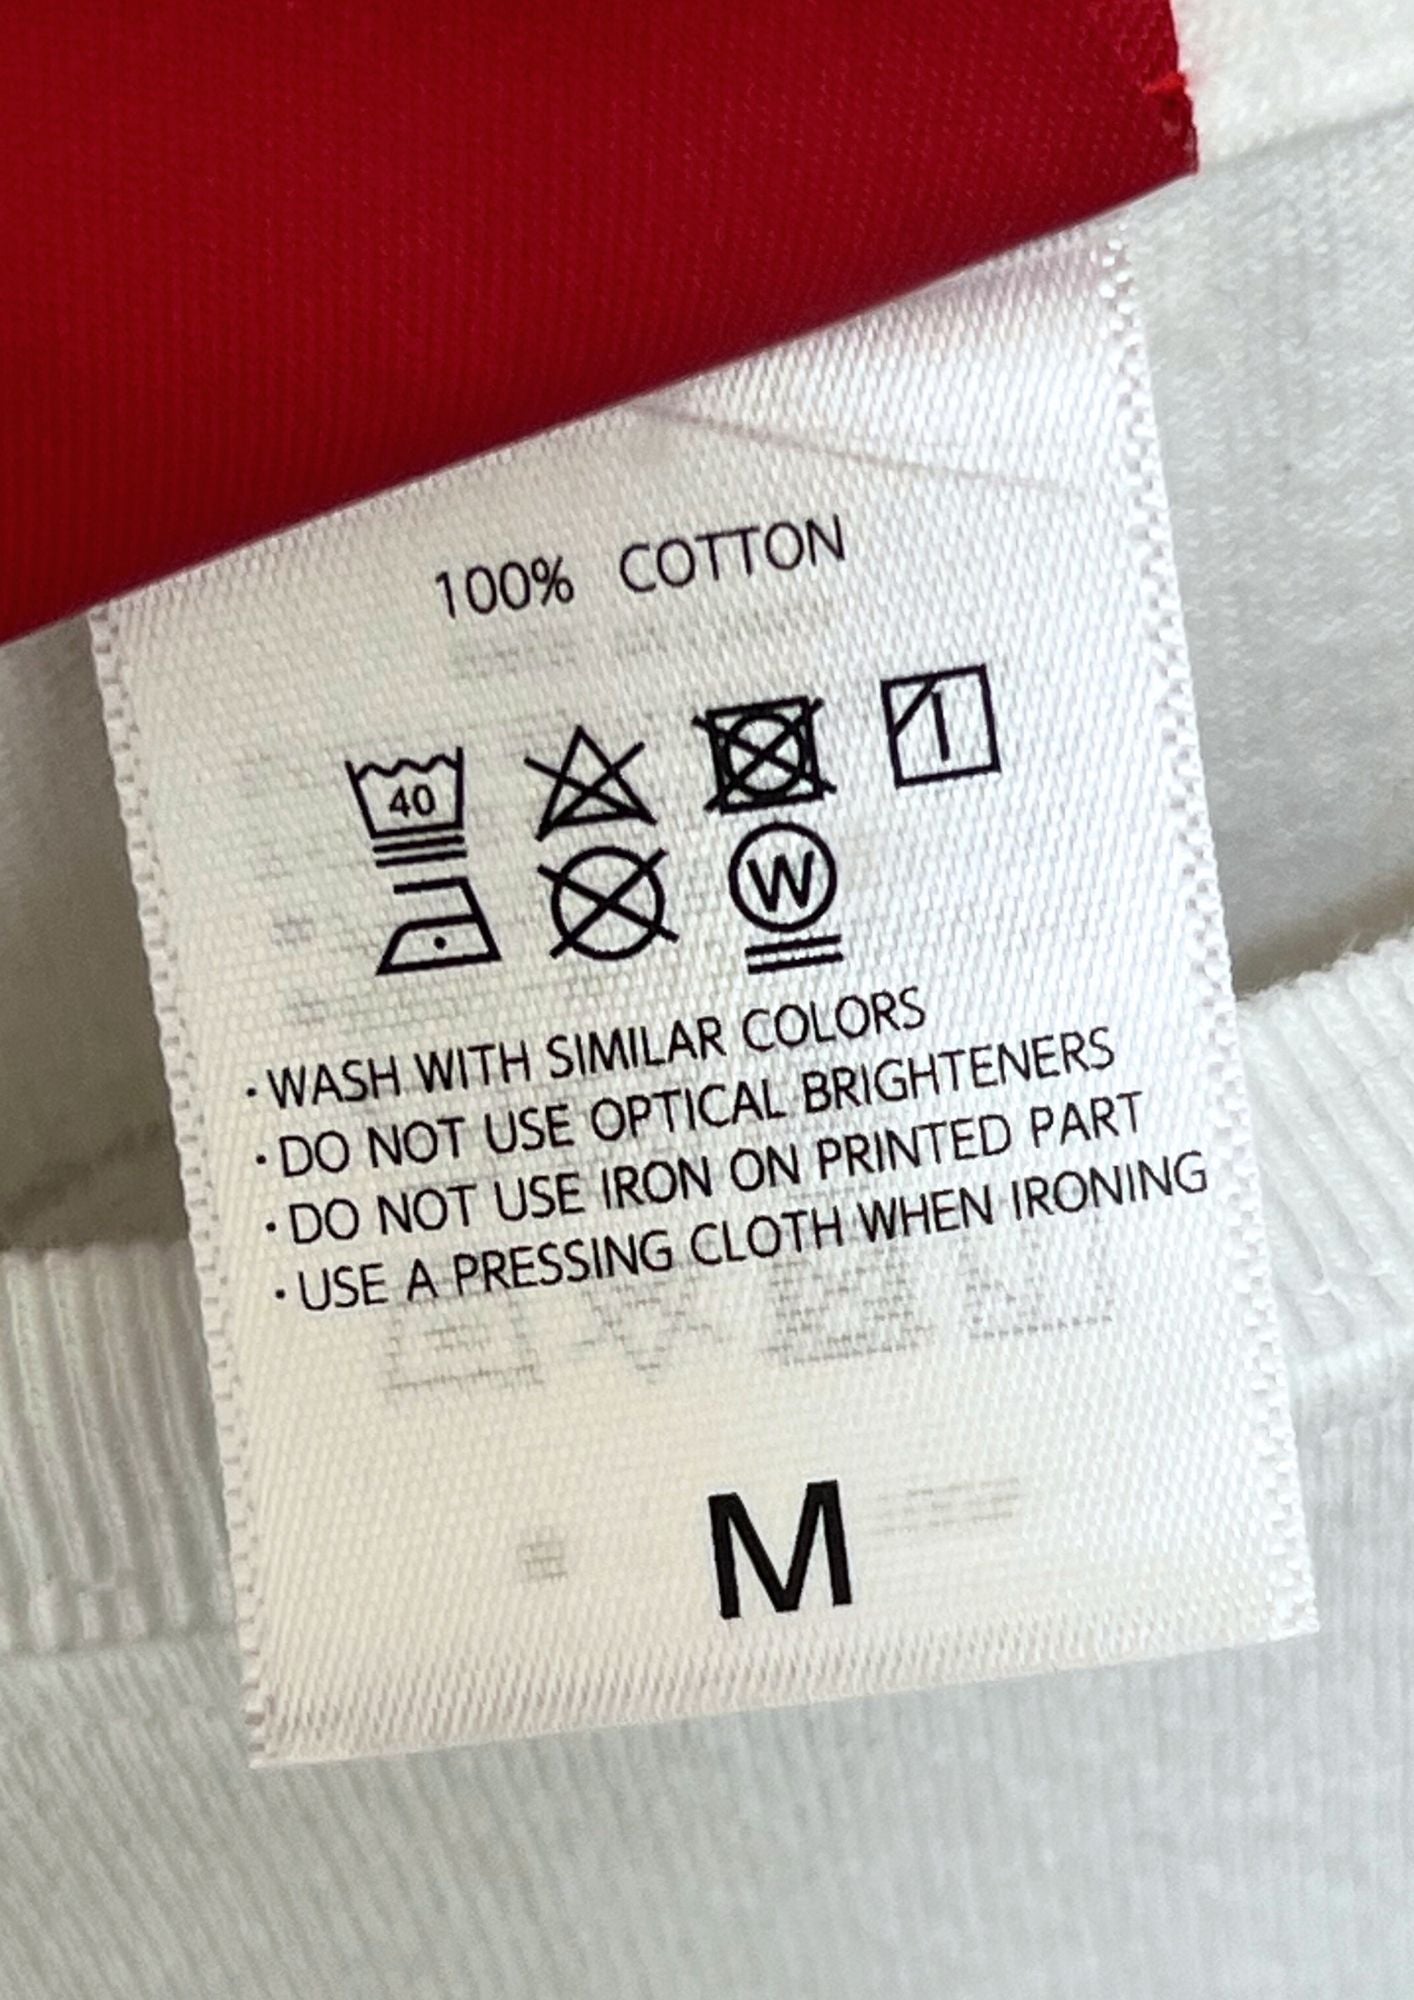 100% COTTON
40
W
· WASH WITH SIMILAR COLORS
· DO NOT USE OPTICAL BRIGHTENERS
· DO NOT USE IRON ON PRINTED PART
· USE A PRESSING CLOTH WHEN IRONING
M